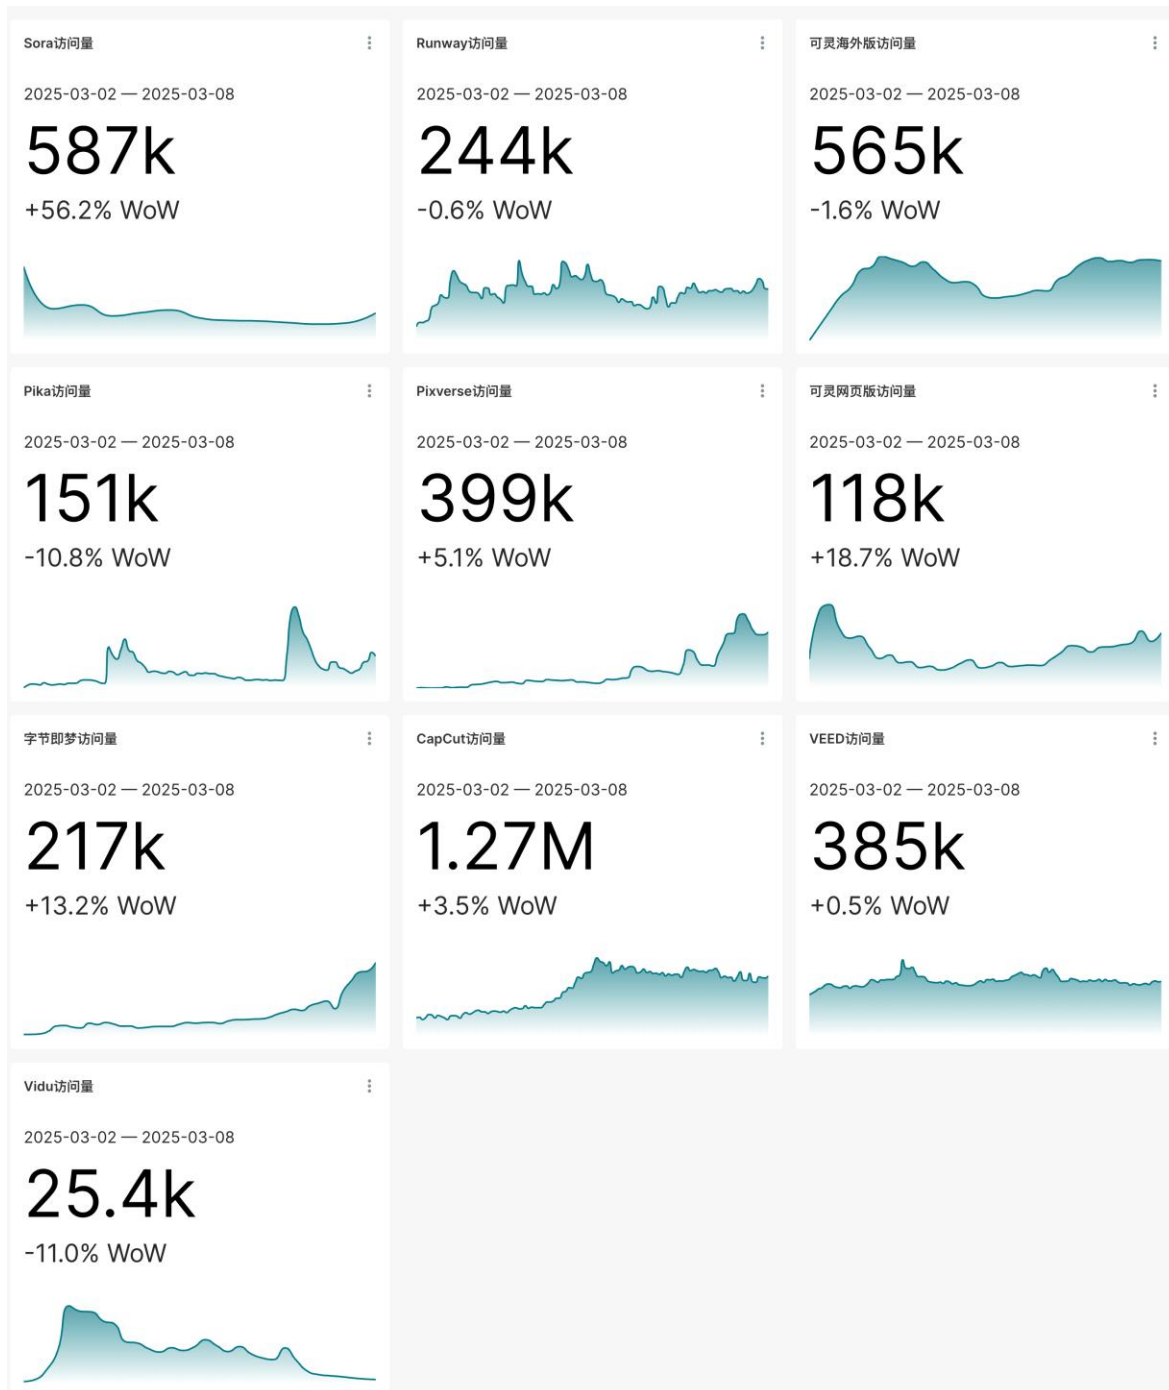 Sora访问量
2025-03-02 — 2025-03-08
587k
+56.2% WoW
Runway访问量
2025-03-02 — 2025-03-08
244k
-0.6% WoW
可灵海外版访问量
2025-03-02 — 2025-03-08
565k
-1.6% WoW
Pika访问量
2025-03-02 — 2025-03-08
151k
-10.8% WoW
Pixverse访问量
2025-03-02 — 2025-03-08
399k
+5.1% WoW
可灵网页版访问量
2025-03-02 — 2025-03-08
118k
+18.7% WoW
字节即梦访问量
2025-03-02 — 2025-03-08
217k
+13.2% WoW
CapCut访问量
2025-03-02 — 2025-03-08
1.27M
+3.5% WoW
VEED访问量
2025-03-02 — 2025-03-08
385k
+0.5% WoW
Vidu访问量
2025-03-02 — 2025-03-08
25.4k
-11.0% WoW